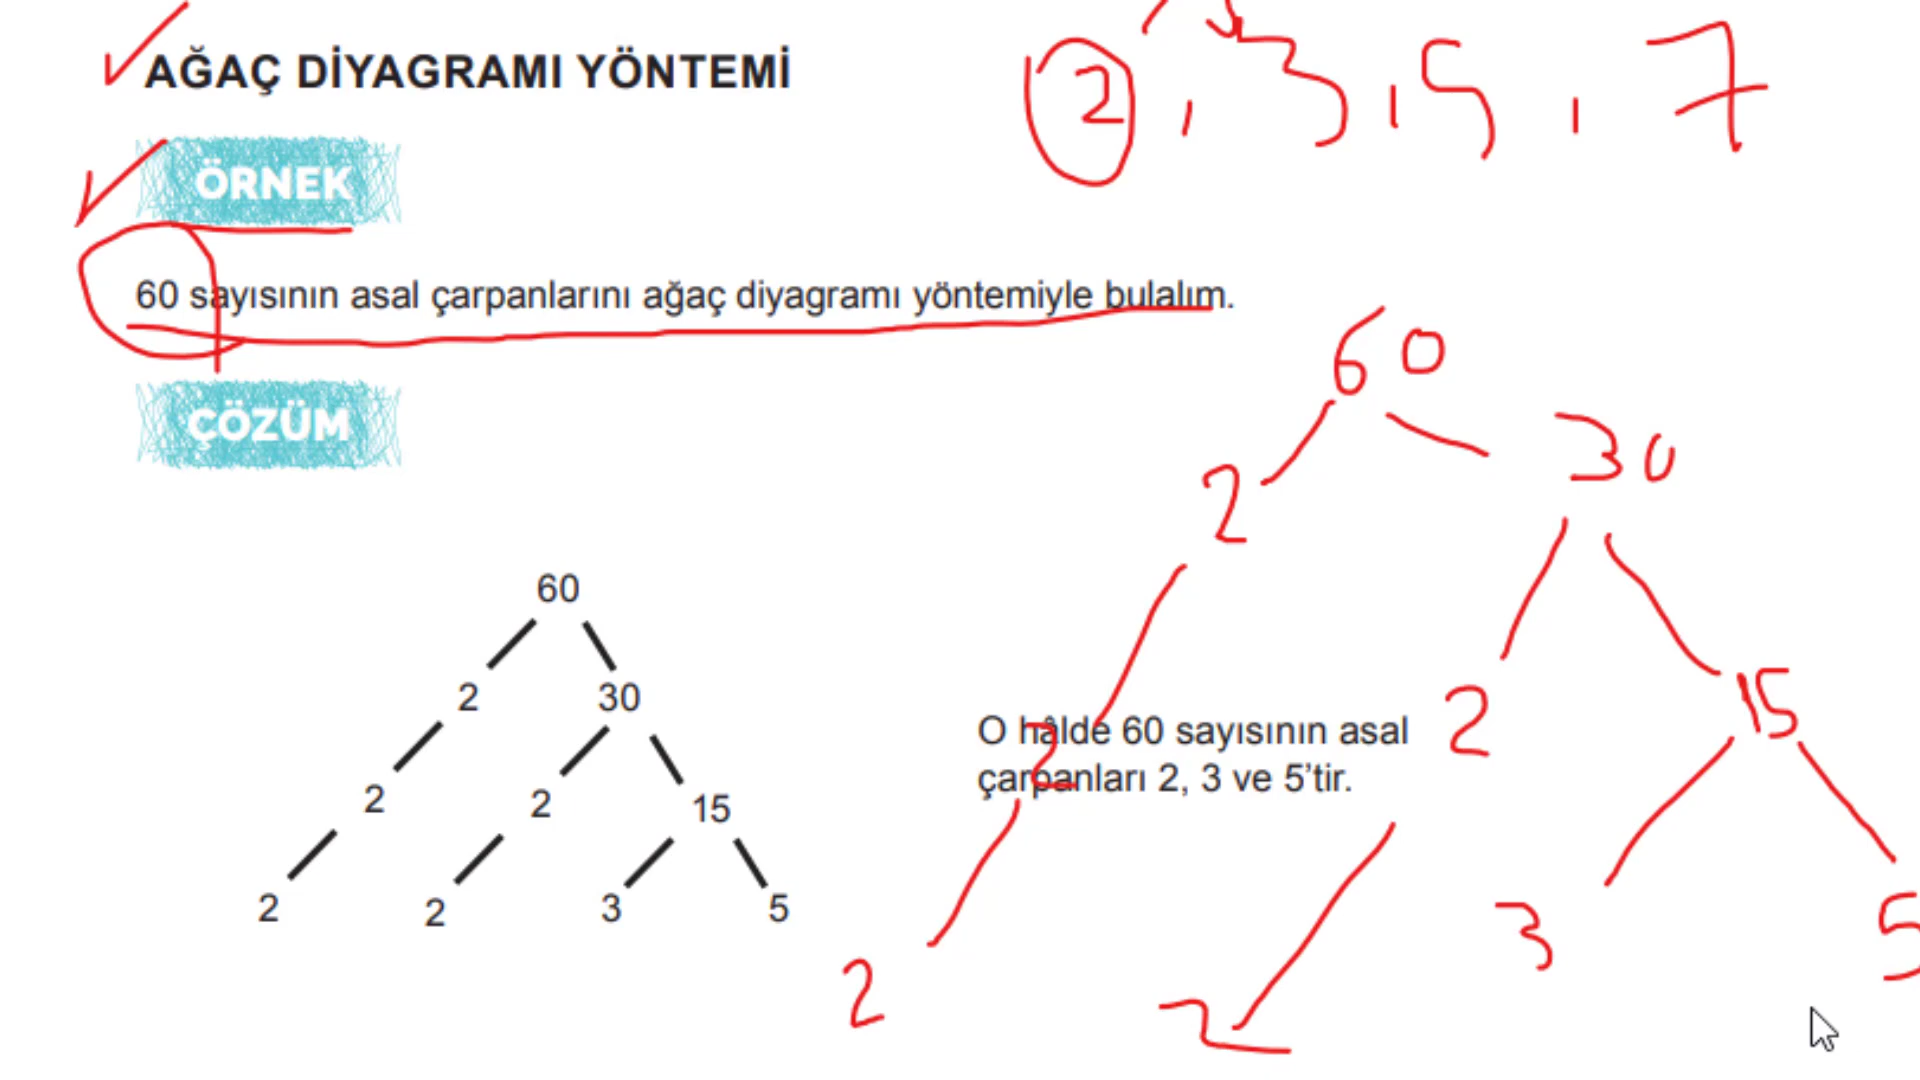 AĞAÇ DİYAGRAMI YÖNTEMİ
2, 3, 5, 7
ÖRNEK
60 sayısının asal çarpanlarını ağaç diyagramı yöntemiyle bulalım.
ÇÖZÜM
60
2 30
2 2 15
2 2 3 5
O hâlde 60 sayısının asal
çarpanları 2, 3 ve 5’tir.
60
2 30
2 2 15
2 2 3 5